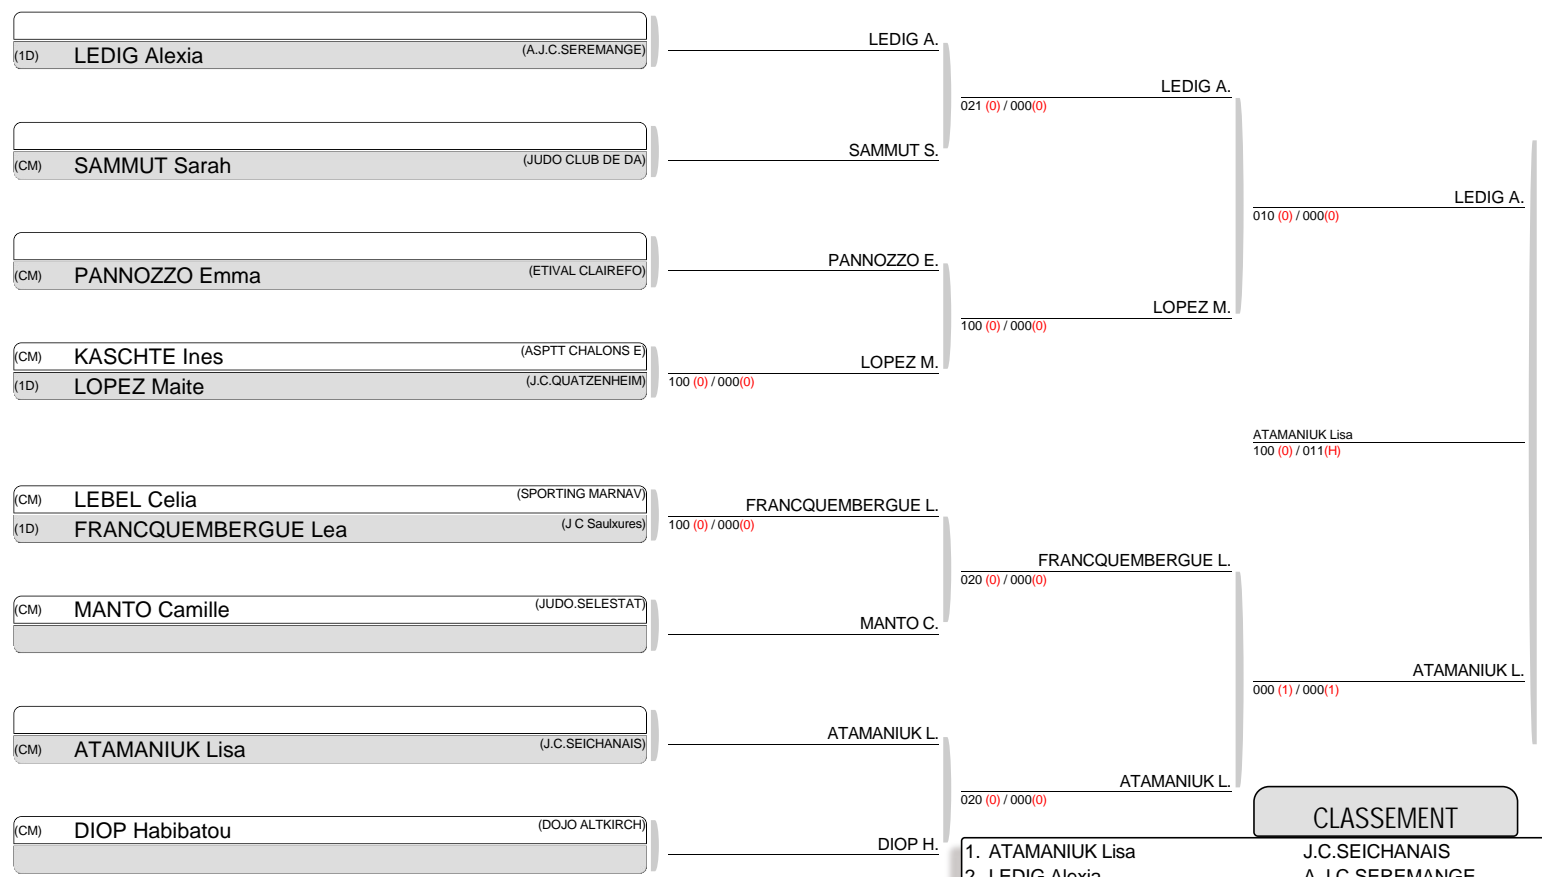 (1D) LEDIG Alexia (A.J.C.SEREMANGE)
(CM) SAMMUT Sarah (JUDO CLUB DE DA)
(CM) PANNOZZO Emma (ETIVAL CLAIREFO)
(CM) KASCHTE Ines (ASPTT CHALONS E)
(1D) LOPEZ Maite (J.C.QUATZENHEIM)
(CM) LEBEL Celia (SPORTING MARNAV)
(1D) FRANCQUEMBERGUE Lea (J C Saulxures)
(CM) MANTO Camille (JUDO.SELESTAT)
(CM) ATAMANIUK Lisa (J.C.SEICHANAIS)
(CM) DIOP Habibatou (DOJO ALTKIRCH)
LEDIG A.
SAMMUT S.
PANNOZZO E.
LOPEZ M.
100 (0) / 000(0)
FRANCQUEMBERGUE L.
100 (0) / 000(0)
MANTO C.
ATAMANIUK L.
DIOP H.
LEDIG A.
021 (0) / 000(0)
LOPEZ M.
100 (0) / 000(0)
FRANCQUEMBERGUE L.
020 (0) / 000(0)
ATAMANIUK L.
020 (0) / 000(0)
LEDIG A.
010 (0) / 000(0)
ATAMANIUK Lisa
100 (0) / 011(H)
ATAMANIUK L.
000 (1) / 000(1)
CLASSEMENT
1. ATAMANIUK Lisa J.C.SEICHANAIS
2. LEDIG Alexia A.J.C.SEREMANGE